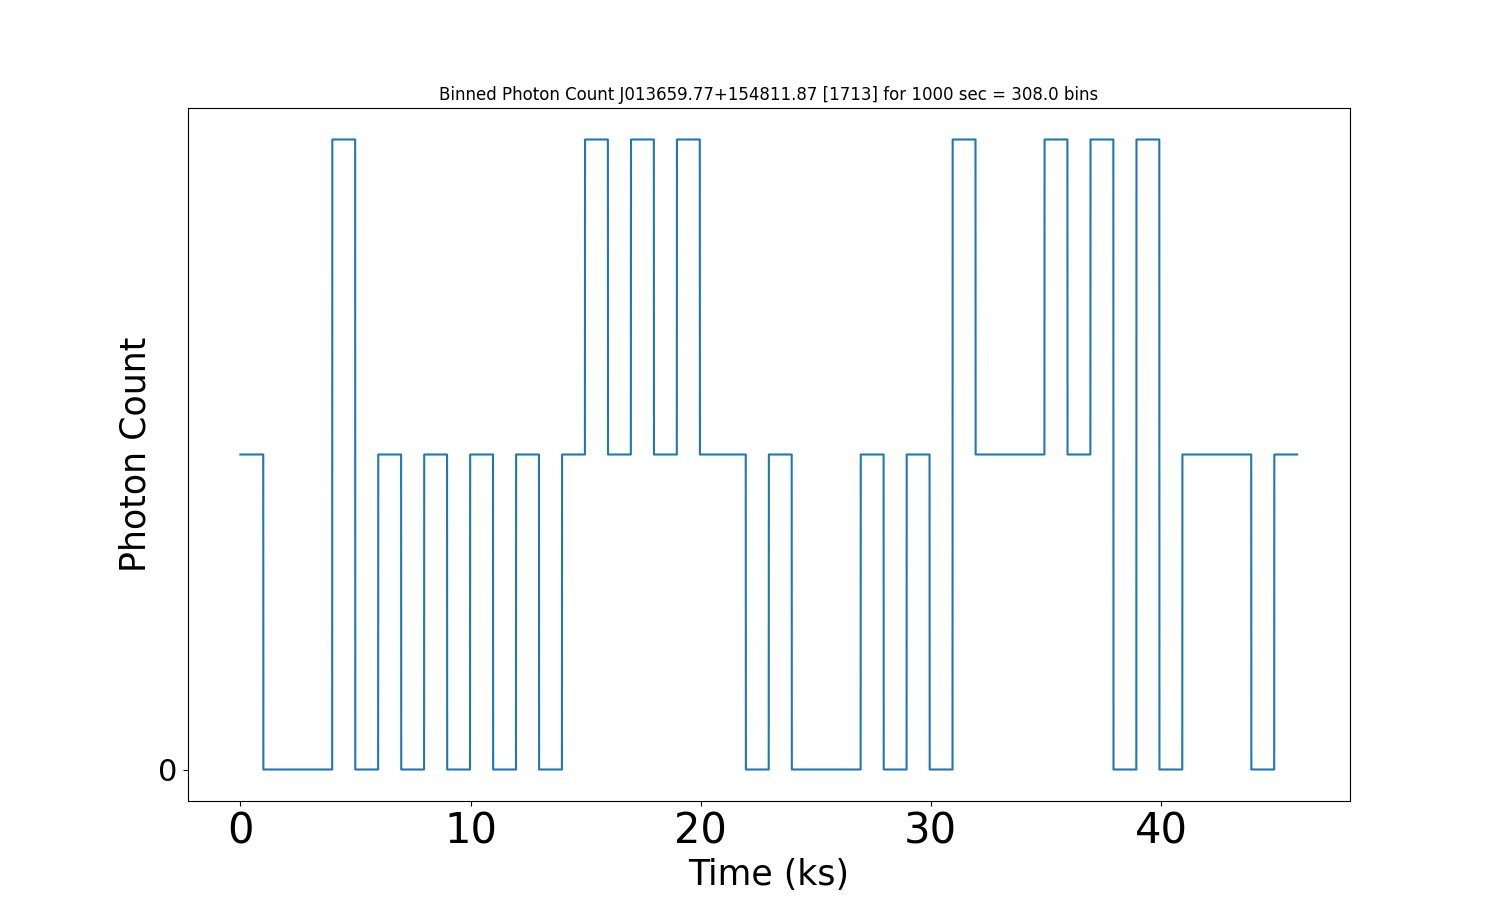 Binned Photon Count J013659.77+154811.87 [1713] for 1000 sec = 308.0 bins
Photon Count
0
0 10 20 30 40
Time (ks)